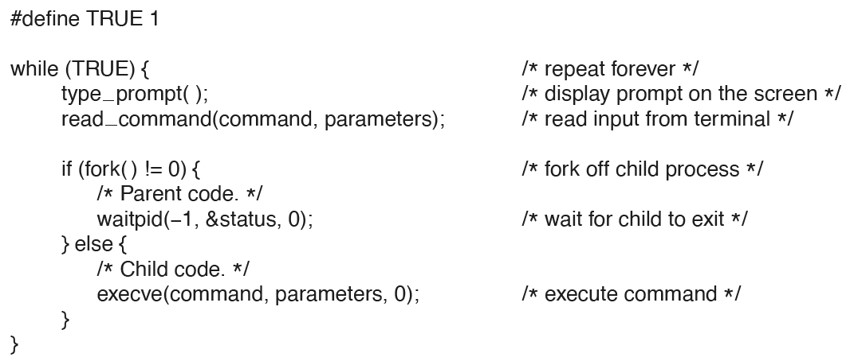 #define TRUE 1
while (TRUE) { /* repeat forever */
type_prompt( ); /* display prompt on the screen */
read_command(command, parameters); /* read input from terminal */
if (fork( ) != 0) { /* fork off child process */
/* Parent code. */
waitpid(−1, &status, 0); /* wait for child to exit */
} else {
/* Child code. */
execve(command, parameters, 0); /* execute command */
}
}